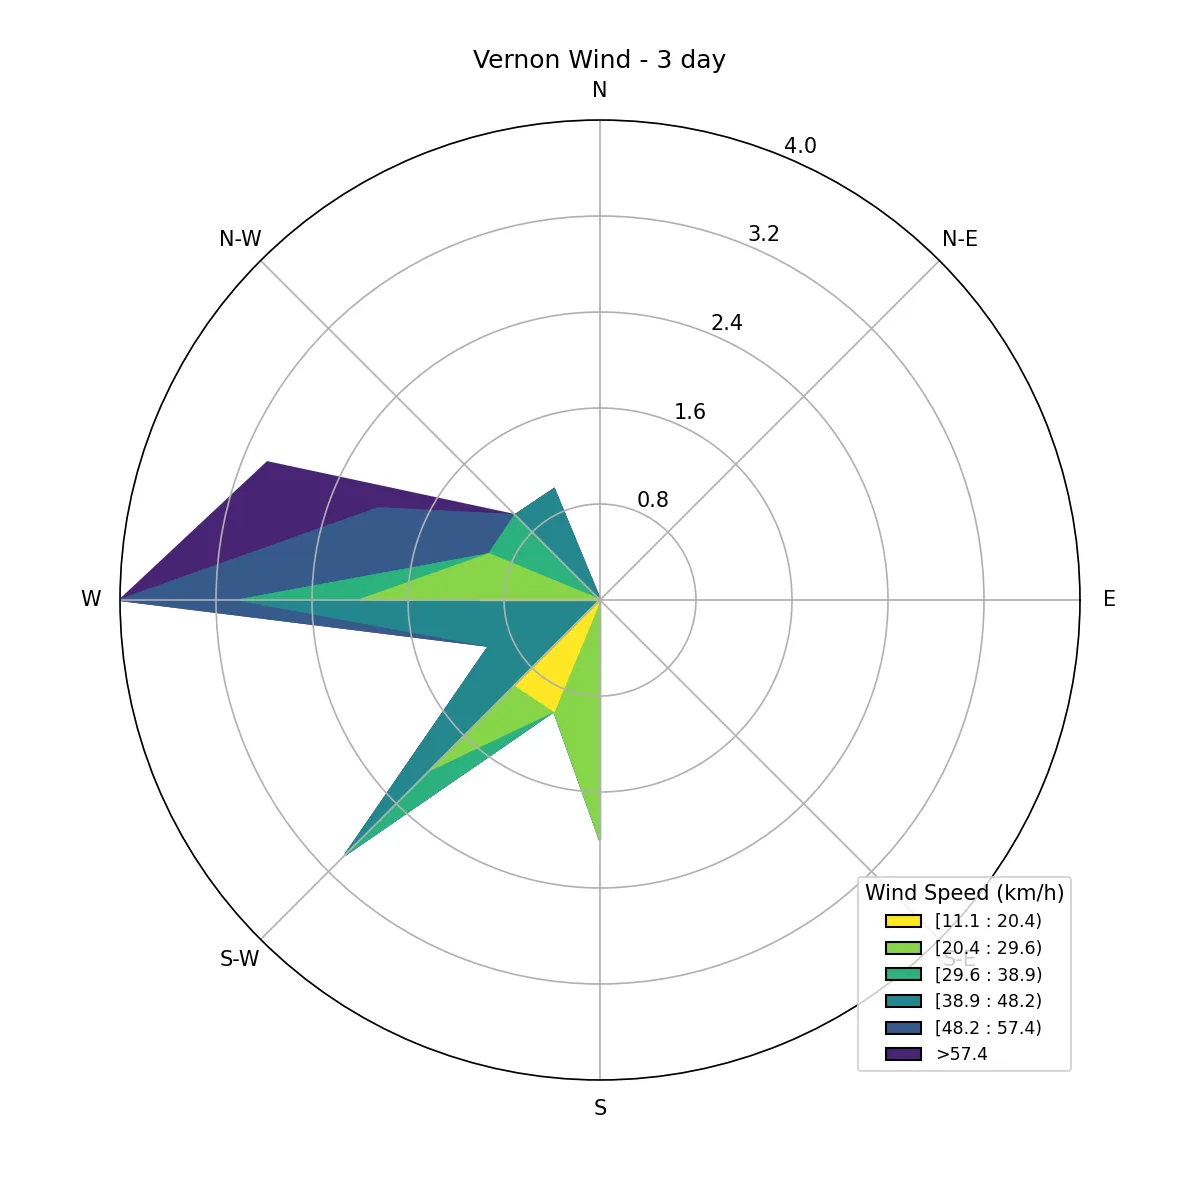 Vernon Wind - 3 day
N
4.0
N-W
3.2
N-E
2.4
1.6
0.8
W
E
Wind Speed (km/h)
[11.1 : 20.4)
[20.4 : 29.6)
S-W
S-E
[29.6 : 38.9)
[38.9 : 48.2)
[48.2 : 57.4)
>57.4
S